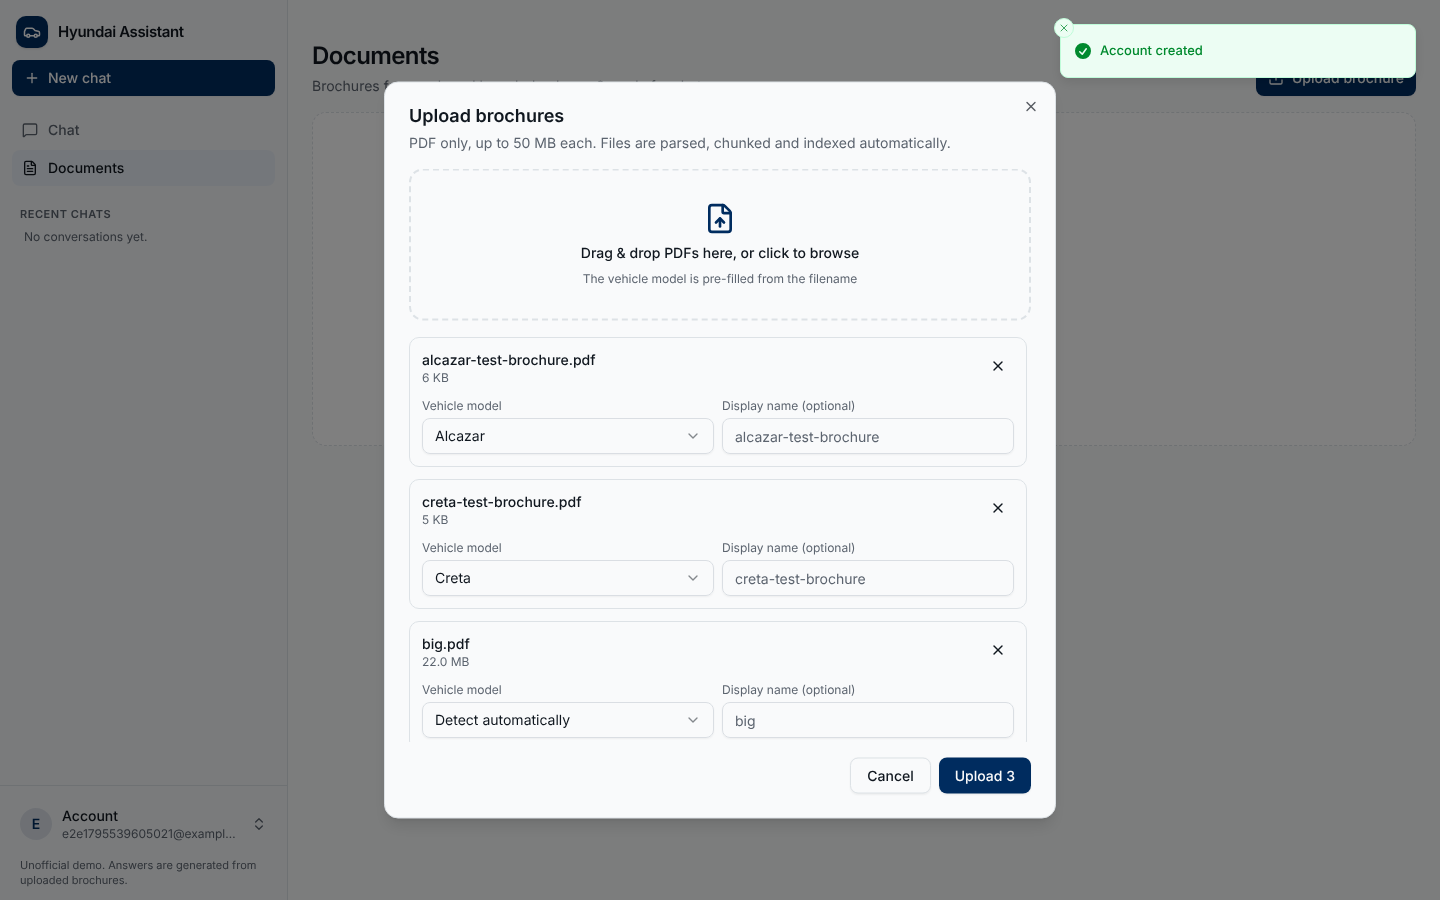 Hyundai Assistant
New chat
Chat
Documents
RECENT CHATS
No conversations yet.
Account
E
e2e1795539605021@exampl...
Unofficial demo. Answers are generated from
uploaded brochures.
Documents
Brochures
Account created
Upload brochure
Upload brochures
PDF only, up to 50 MB each. Files are parsed, chunked and indexed automatically.
Drag & drop PDFs here, or click to browse
The vehicle model is pre-filled from the filename
alcazar-test-brochure.pdf
6 KB
Vehicle model
Display name (optional)
Alcazar
alcazar-test-brochure
creta-test-brochure.pdf
5 KB
Vehicle model
Display name (optional)
Creta
creta-test-brochure
big.pdf
22.0 MB
Vehicle model
Display name (optional)
Detect automatically
big
Cancel
Upload 3